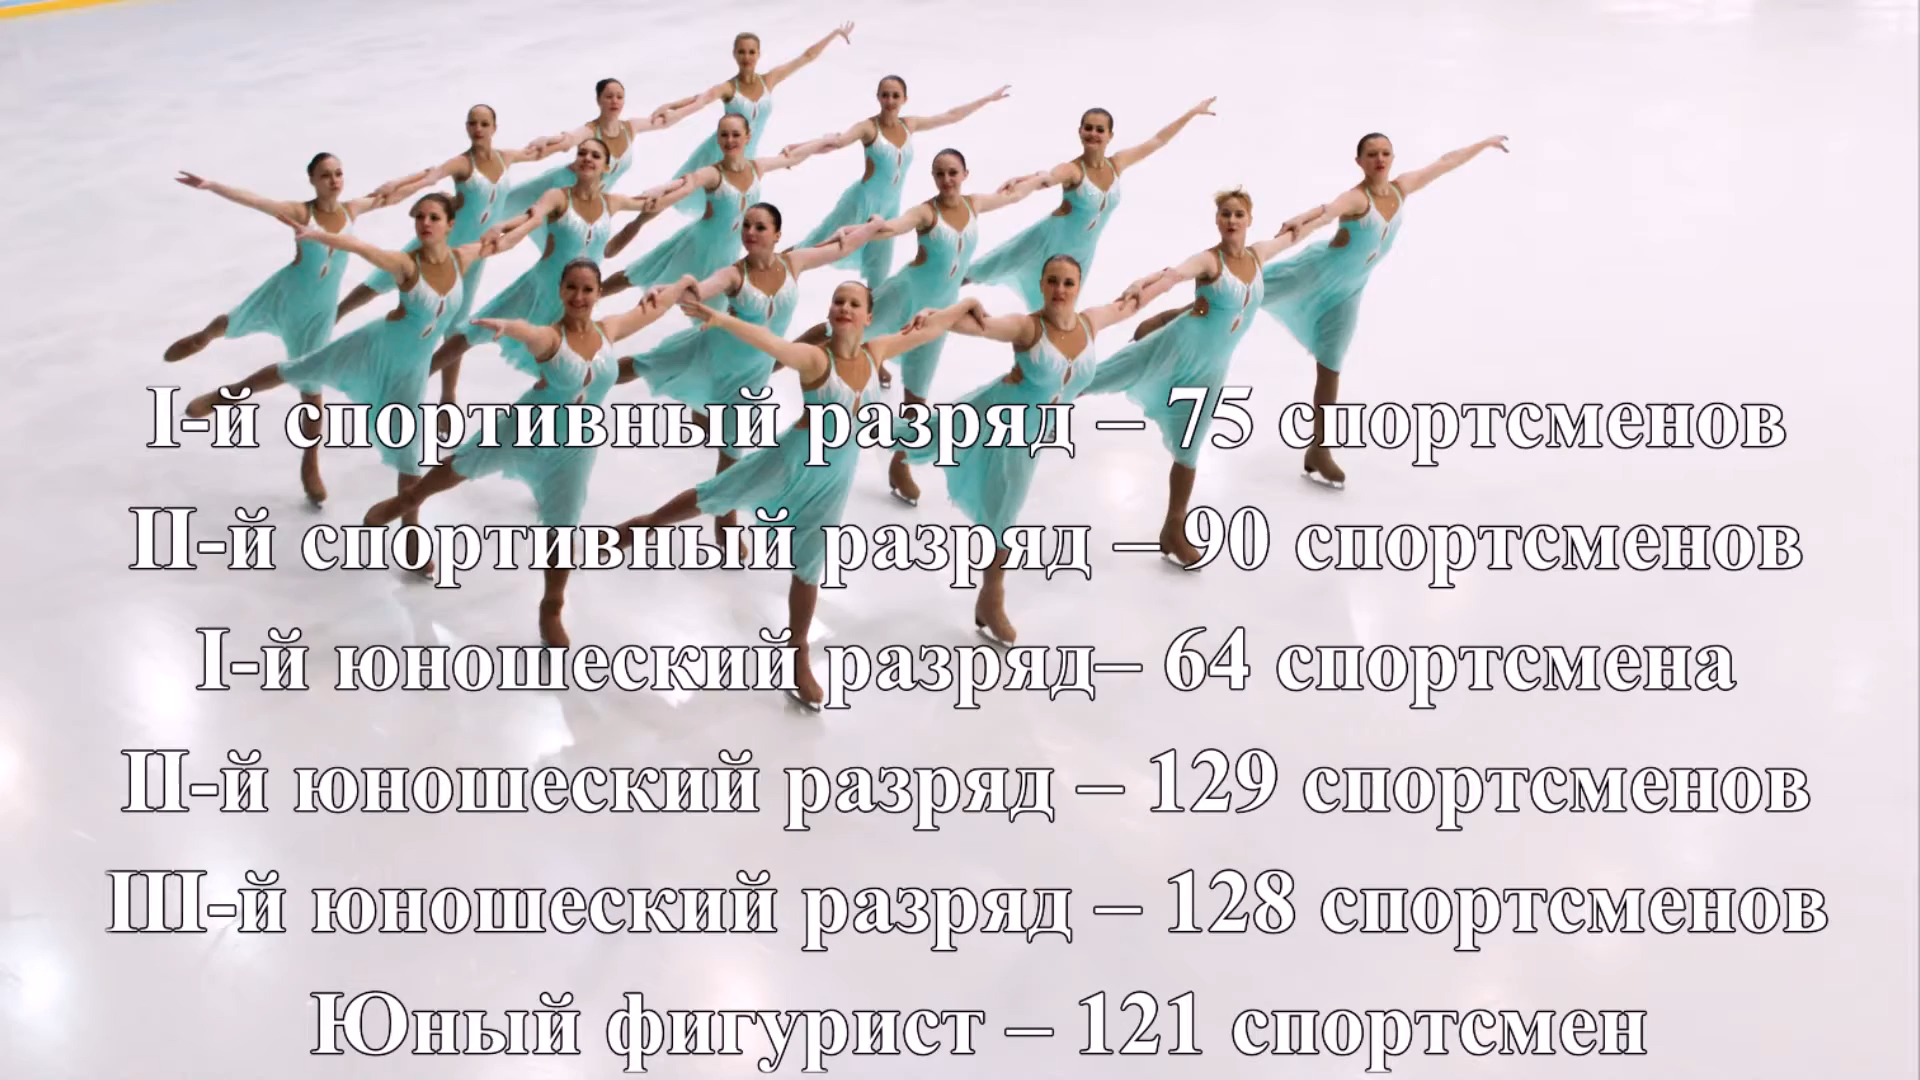 I-й спортивный разряд – 75 спортсменов
II-й спортивный разряд – 90 спортсменов
I-й юношеский разряд– 64 спортсмена
II-й юношеский разряд – 129 спортсменов
III-й юношеский разряд – 128 спортсменов
Юный фигурист – 121 спортсмен